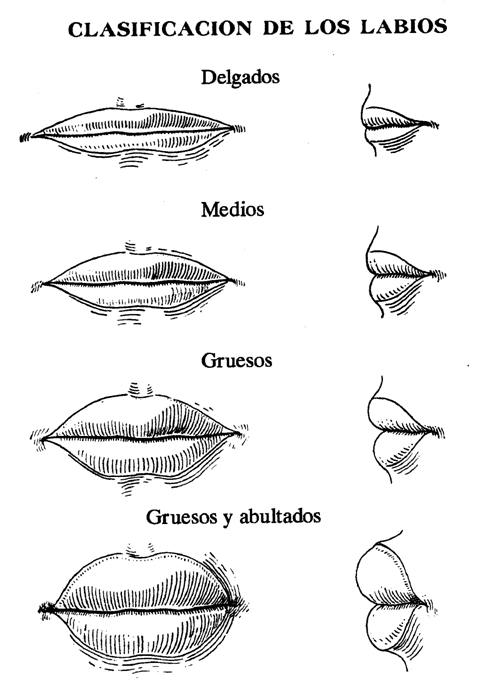 CLASIFICACION DE LOS LABIOS
Delgados
Medios
Gruesos
Gruesos y abultados